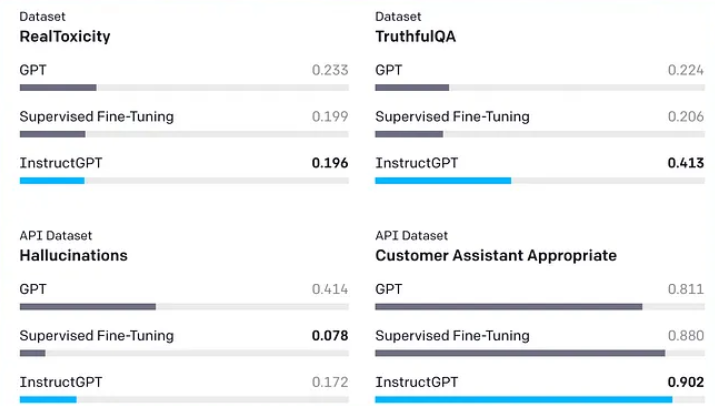 Dataset
RealToxicity
GPT 0.233
Supervised Fine-Tuning 0.199
InstructGPT 0.196
Dataset
TruthfulQA
GPT 0.224
Supervised Fine-Tuning 0.206
InstructGPT 0.413
API Dataset
Hallucinations
GPT 0.414
Supervised Fine-Tuning 0.078
InstructGPT 0.172
API Dataset
Customer Assistant Appropriate
GPT 0.811
Supervised Fine-Tuning 0.880
InstructGPT 0.902